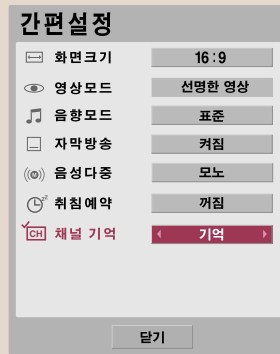 간편설정
화면크기 16:9
영상모드 선명한 영상
음향모드 표준
자막방송 켜짐
음성다중 모노
취침예약 꺼짐
CH 채널 기억 기억
닫기